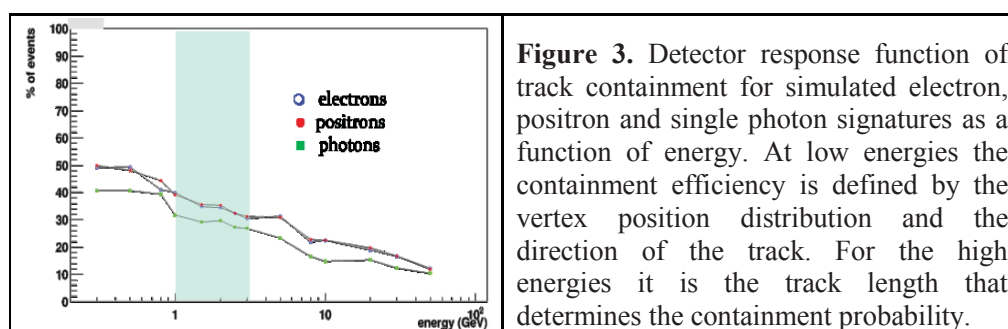 % of events
100
90
80
70
60
50
40
30
20
10
0
electrons
positrons
photons
1
10
10²
energy (GeV)
Figure 3. Detector response function of
track containment for simulated electron,
positron and single photon signatures as a
function of energy. At low energies the
containment efficiency is defined by the
vertex position distribution and the
direction of the track. For the high
energies it is the track length that
determines the containment probability.